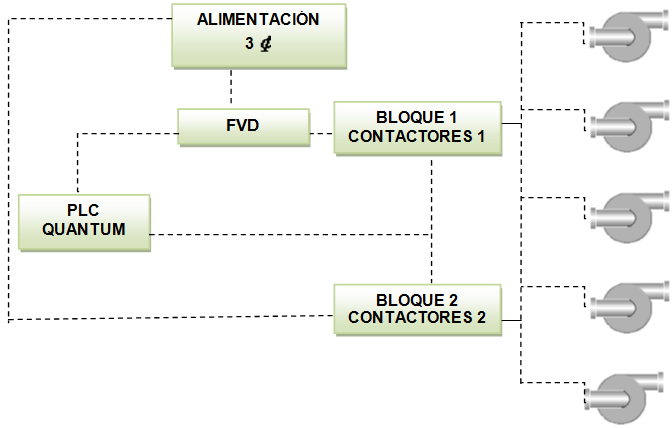 ALIMENTACIÓN
3 ₵
FVD
BLOQUE 1
CONTACTORES 1
PLC
QUANTUM
BLOQUE 2
CONTACTORES 2